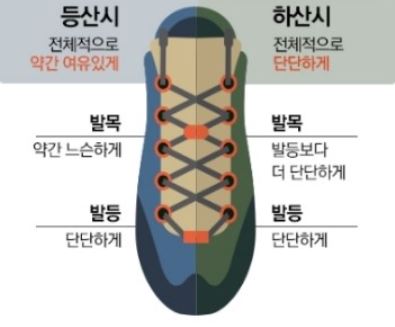 등산시
전체적으로
약간 여유있게
하산시
전체적으로
단단하게
발목
약간 느슨하게
발목
발등보다
더 단단하게
발등
단단하게
발등
단단하게